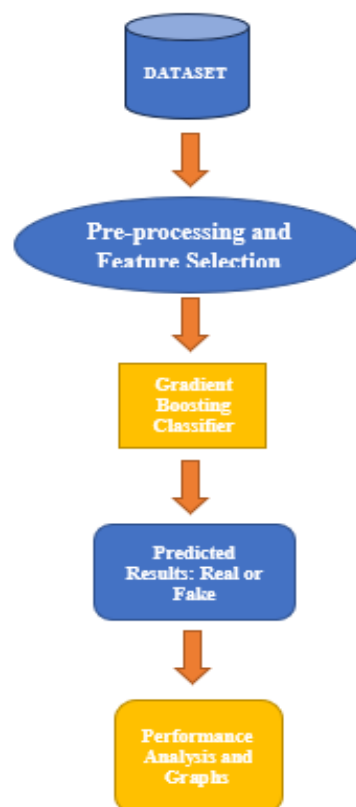 DATASET
Pre-processing and
Feature Selection
Gradient
Boosting
Classifier
Predicted
Results: Real or
Fake
Performance
Analysis and
Graphs